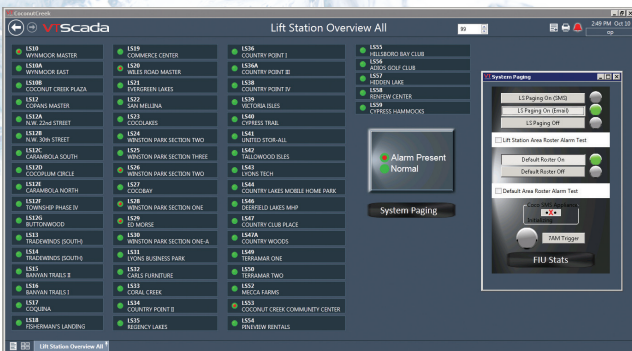 CoconutCreek
VTScada
Lift Station Overview All
99
2:49 PM Oct 10
op
LS10
WYNMOOR MASTER
LS10A
WYNMOOR EAST
LS10B
COCONUT CREEK PLAZA
LS12
COPANS MASTER
LS12A
N.W. 22nd STREET
LS12B
N.W. 30th STREET
LS12C
CARAMBOLA SOUTH
LS12D
COCOPLUM CIRCLE
LS12E
CARAMBOLA NORTH
LS12F
TOWNSHIP PHASE IV
LS12G
BUTTONWOOD
LS13
TRADEWINDS (SOUTH)
LS14
TRADEWINDS (SOUTH)
LS15
BANYAN TRAILS II
LS16
BANYAN TRAILS I
LS17
COQUINA
LS18
FISHERMAN'S LANDING
LS19
COMMERCE CENTER
LS20
WILES ROAD MASTER
LS21
EVERGREEN LAKES
LS22
SAN MELLINA
LS23
COCOLAKES
LS24
WINSTON PARK SECTION TWO
LS25
WINSTON PARK SECTION THREE
LS26
WINSTON PARK SECTION TWO
LS27
COCOBAY
LS28
WINSTON PARK SECTION ONE
LS29
ED MORSE
LS30
WINSTON PARK SECTION ONE-A
LS31
LYONS BUSINESS PARK
LS32
CARLS FURNITURE
LS33
CORAL CREEK
LS34
COUNTRY POINT II
LS35
REGENCY LAKES
LS36
COUNTRY POINT I
LS36A
COUNTRY POINT III
LS38
COUNTRY POINT IV
LS39
VICTORIA ISLES
LS40
CYPRESS TRAIL
LS41
UNITED STOR-ALL
LS42
TALLOWOOD ISLES
LS43
LYONS TECH
LS44
COUNTRY LAKES MOBILE HOME PARK
LS46
DEERFIELD LAKES MHP
LS47
COUNTRY CLUB PLACE
LS47A
COUNTRY WOODS
LS49
TERRAMAR ONE
LS50
TERRAMAR TWO
LS52
MECCA FARMS
LS53
COCONUT CREEK COMMUNITY CENTER
LS54
PINEVIEW RENTALS
LS55
HILLSBORO BAY CLUB
LS56
ADIOS GOLF CLUB
LS57
HIDDEN LAKE
LS58
RENFEW CENTER
LS59
CYPRESS HAMMOCKS
Alarm Present
Normal
System Paging
System Paging
LS Paging On (SMS)
LS Paging On (Email)
LS Paging Off
Lift Station Area Roster Alarm Test
Default Roster On
Default Roster Off
Default Area Roster Alarm Test
SMS Appliance
7AM Trigger
FIU Stats
Lift Station Overview All